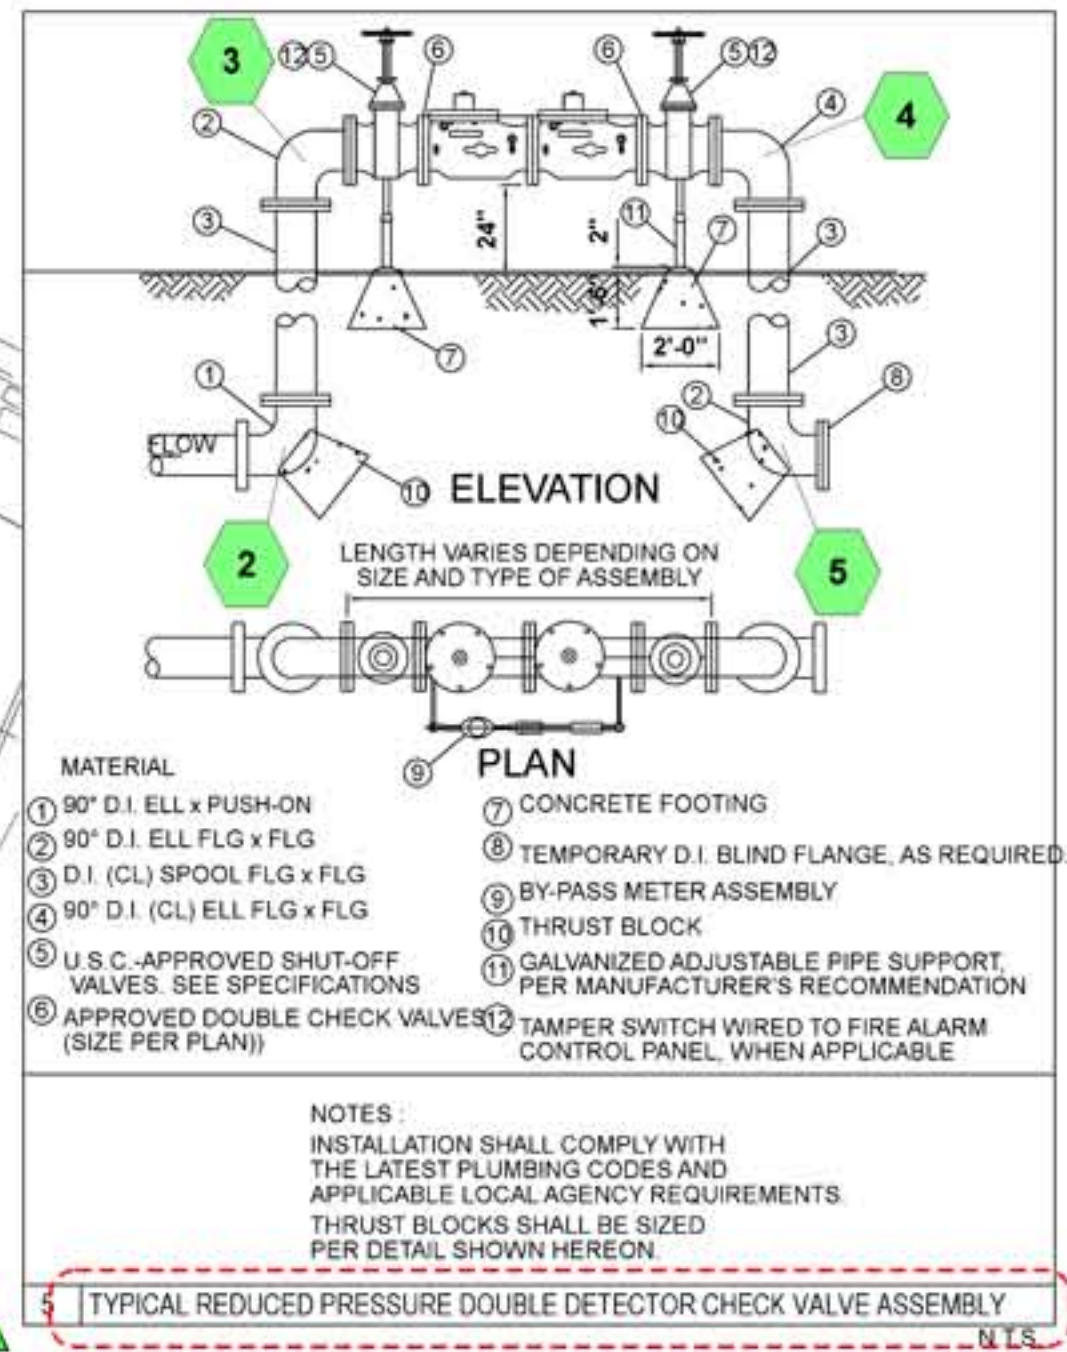 3
12 5
6
6
5 12
4
4
2
3
24"
11
2"
7
3
1'-6"
2'-0"
7
3
1
2
8
10
FLOW
10
ELEVATION
2
5
LENGTH VARIES DEPENDING ON
SIZE AND TYPE OF ASSEMBLY
9
PLAN
MATERIAL
1 90° D.I. ELL x PUSH-ON
2 90° D.I. ELL FLG x FLG
3 D.I. (CL) SPOOL FLG x FLG
4 90° D.I. (CL) ELL FLG x FLG
5 U.S.C.-APPROVED SHUT-OFF
VALVES. SEE SPECIFICATIONS
6 APPROVED DOUBLE CHECK VALVES
(SIZE PER PLAN))
7 CONCRETE FOOTING
8 TEMPORARY D.I. BLIND FLANGE, AS REQUIRED.
9 BY-PASS METER ASSEMBLY
10 THRUST BLOCK
11 GALVANIZED ADJUSTABLE PIPE SUPPORT,
PER MANUFACTURER'S RECOMMENDATION
12 TAMPER SWITCH WIRED TO FIRE ALARM
CONTROL PANEL, WHEN APPLICABLE
NOTES :
INSTALLATION SHALL COMPLY WITH
THE LATEST PLUMBING CODES AND
APPLICABLE LOCAL AGENCY REQUIREMENTS.
THRUST BLOCKS SHALL BE SIZED
PER DETAIL SHOWN HEREON.
5 TYPICAL REDUCED PRESSURE DOUBLE DETECTOR CHECK VALVE ASSEMBLY
N.T.S.